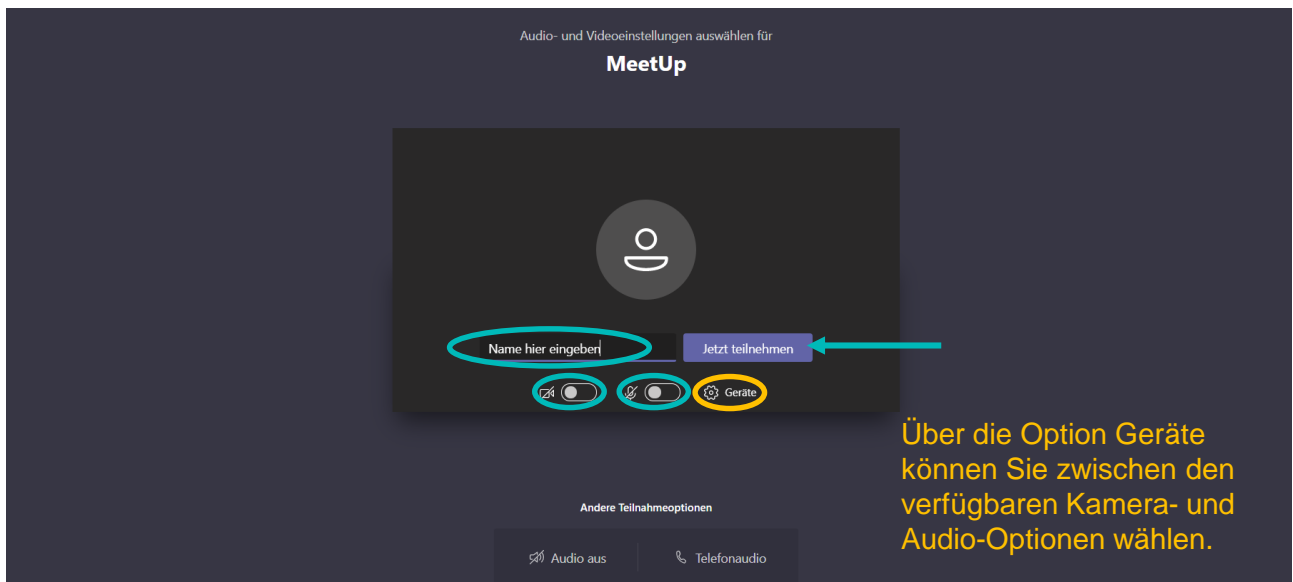 Audio- und Videoeinstellungen auswählen für
MeetUp
Name hier eingeben
Jetzt teilnehmen
Geräte
Über die Option Geräte
können Sie zwischen den
verfügbaren Kamera- und
Audio-Optionen wählen.
Andere Teilnahmeoptionen
Audio aus
Telefonaudio